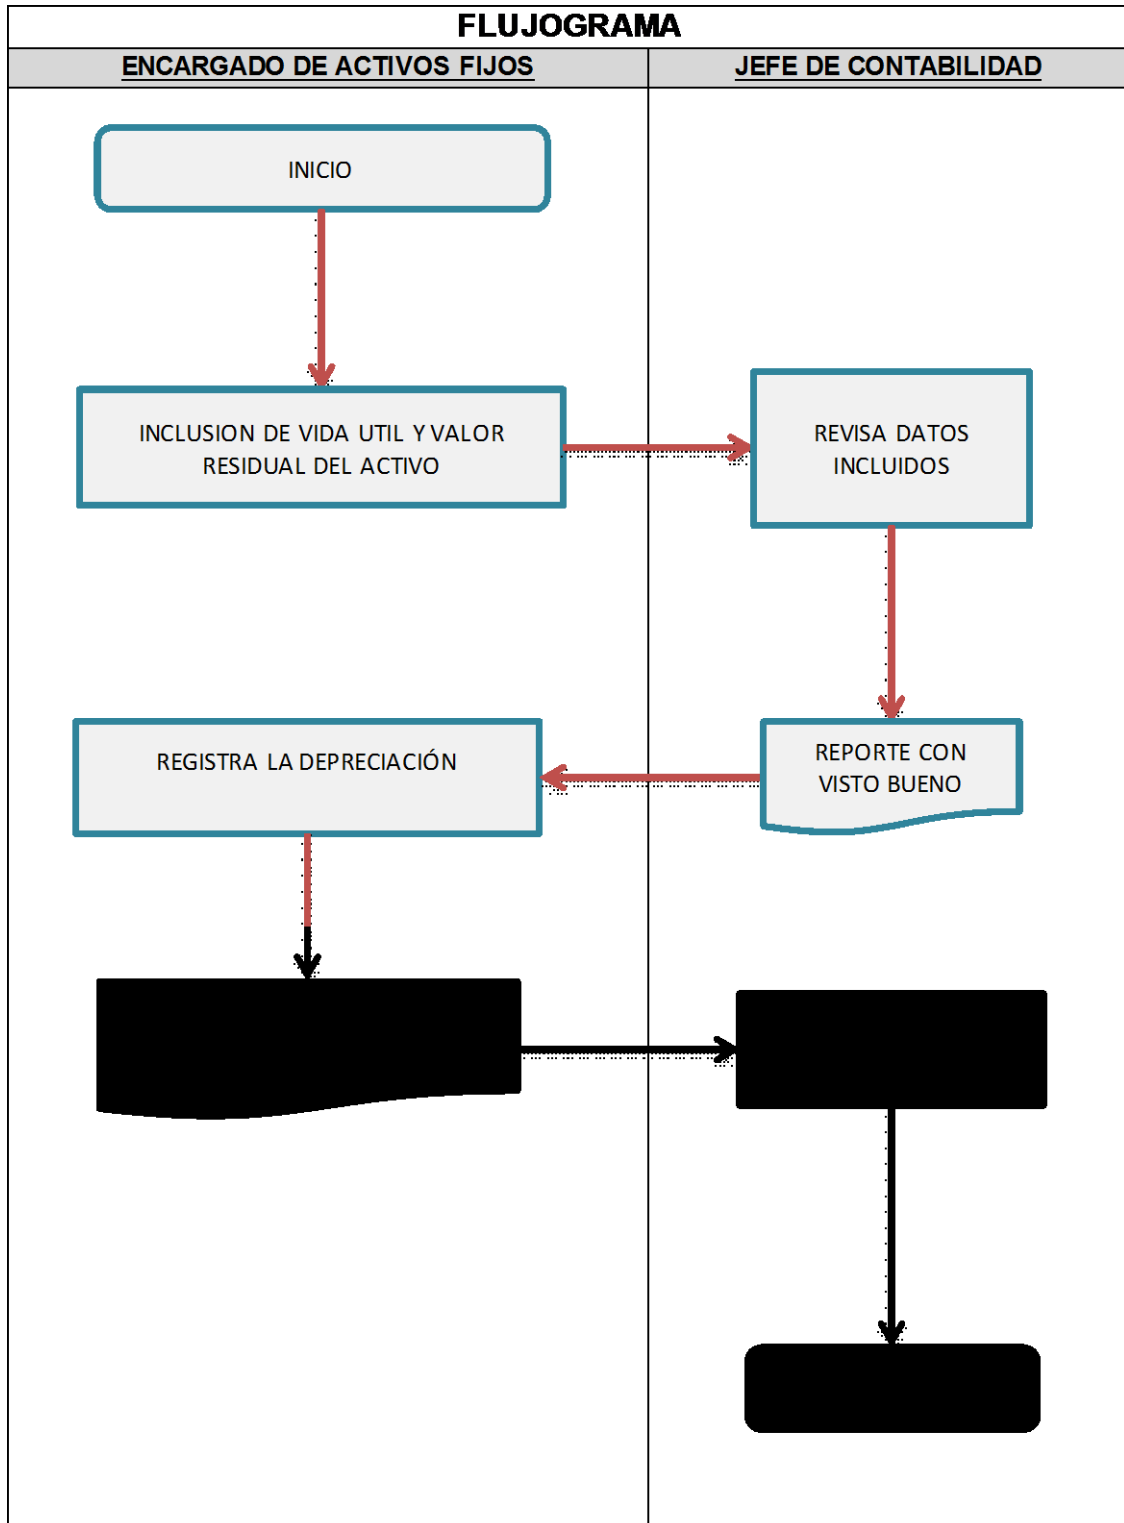 FLUJOGRAMA
ENCARGADO DE ACTIVOS FIJOS
JEFE DE CONTABILIDAD
INICIO
INCLUSION DE VIDA UTIL Y VALOR
RESIDUAL DEL ACTIVO
REVISA DATOS
INCLUIDOS
REPORTE CON
VISTO BUENO
REGISTRA LA DEPRECIACIÓN